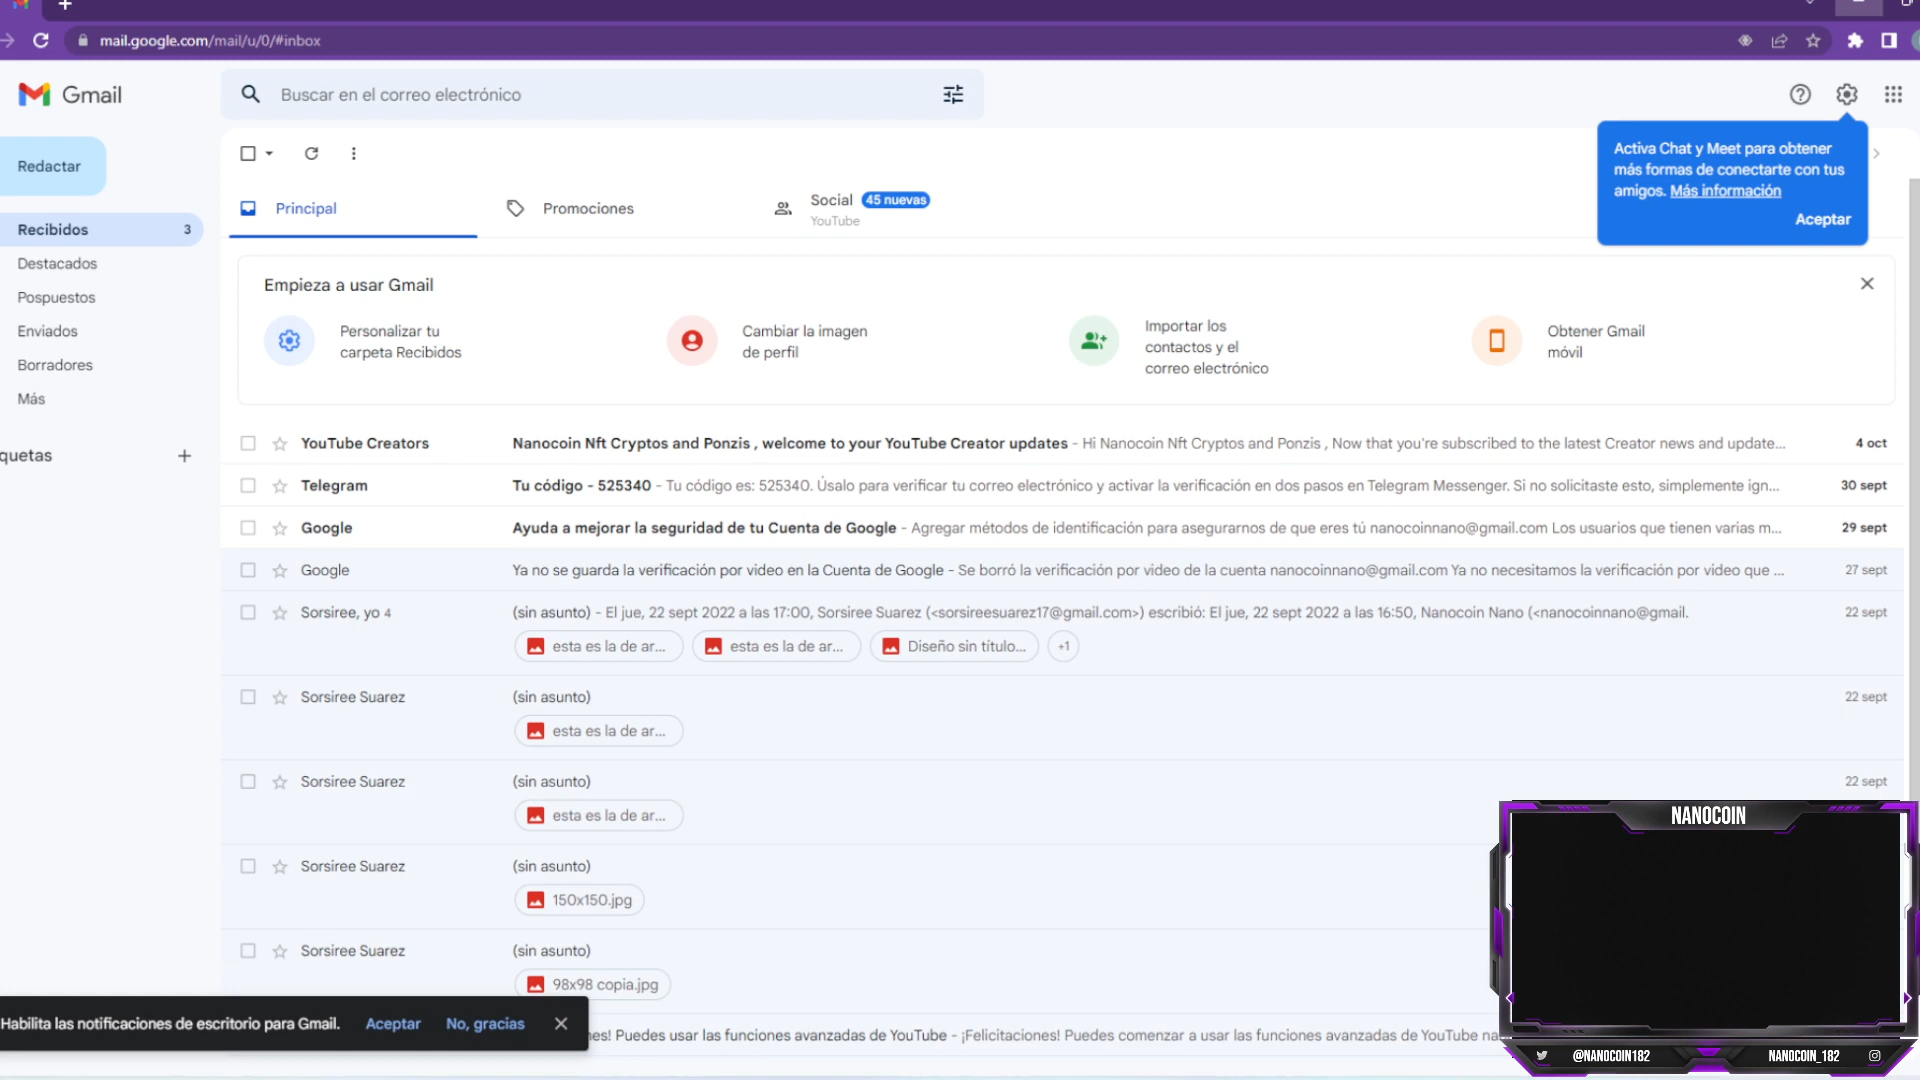 mail.google.com/mail/u/0/#inbox
Gmail
Buscar en el correo electrónico
Redactar
Recibidos 3
Destacados
Pospuestos
Enviados
Borradores
Más
quetas
Principal
Promociones
Social 45 nuevas
YouTube
Activa Chat y Meet para obtener
más formas de conectarte con tus
amigos. Más información
Aceptar
Empieza a usar Gmail
Personalizar tu
carpeta Recibidos
Cambiar la imagen
de perfil
Importar los
contactos y el
correo electrónico
Obtener Gmail
móvil
YouTube Creators Nanocoin Nft Cryptos and Ponzis , welcome to your YouTube Creator updates - Hi Nanocoin Nft Cryptos and Ponzis , Now that you're subscribed to the latest Creator news and update... 4 oct
Telegram Tu código - 525340 - Tu código es: 525340. Úsalo para verificar tu correo electrónico y activar la verificación en dos pasos en Telegram Messenger. Si no solicitaste esto, simplemente ign... 30 sept
Google Ayuda a mejorar la seguridad de tu Cuenta de Google - Agregar métodos de identificación para asegurarnos de que eres tú nanocoinnano@gmail.com Los usuarios que tienen varias m... 29 sept
Google Ya no se guarda la verificación por video en la Cuenta de Google - Se borró la verificación por video de la cuenta nanocoinnano@gmail.com Ya no necesitamos la verificación por video que ... 27 sept
Sorsiree, yo 4 (sin asunto) - El jue, 22 sept 2022 a las 17:00, Sorsiree Suarez (<sorsireesuarez17@gmail.com>) escribió: El jue, 22 sept 2022 a las 16:50, Nanocoin Nano (<nanocoinnano@gmail. 22 sept
esta es la de ar... esta es la de ar... Diseño sin título... +1
Sorsiree Suarez (sin asunto) 22 sept
esta es la de ar...
Sorsiree Suarez (sin asunto) 22 sept
esta es la de ar...
Sorsiree Suarez (sin asunto)
150x150.jpg
Sorsiree Suarez (sin asunto)
98x98 copia.jpg
nes! Puedes usar las funciones avanzadas de YouTube - ¡Felicitaciones! Puedes comenzar a usar las funciones avanzadas de YouTube na
Habilita las notificaciones de escritorio para Gmail. Aceptar No, gracias
NANOCOIN
@NANOCOIN182 NANOCOIN_182